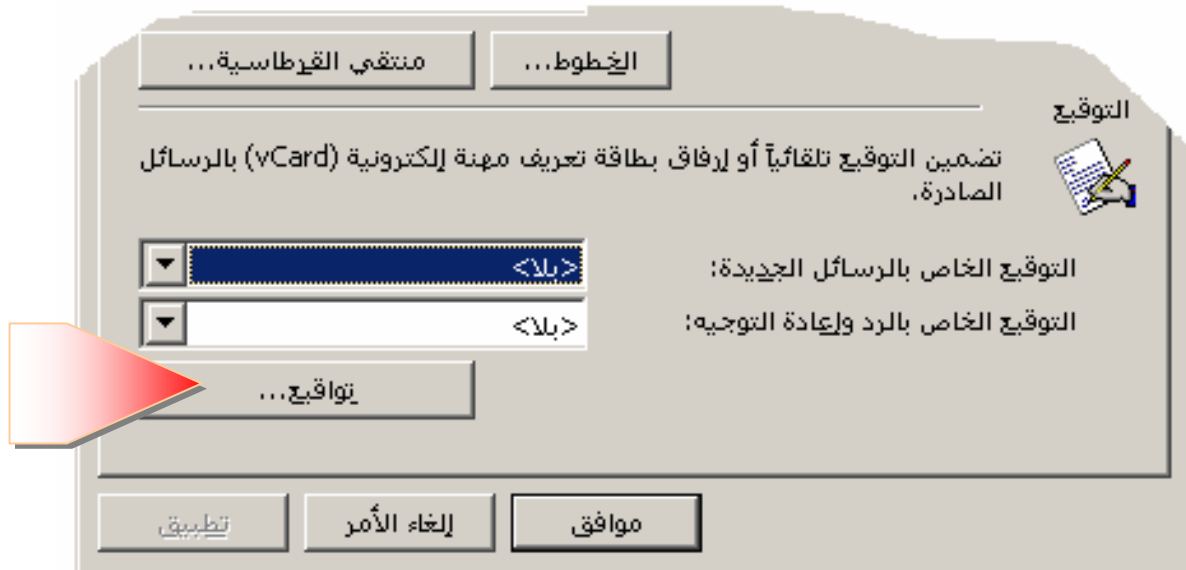 الخطوط...
منتقي القرطاسية...
التوقيع
تضمين التوقيع تلقائياً أو إرفاق بطاقة تعريف مهنة إلكترونية (vCard) بالرسائل
الصادرة.
التوقيع الخاص بالرسائل الجديدة:
<بلا>
التوقيع الخاص بالرد وإعادة التوجيه:
<بلا>
تواقيع...
موافق
إلغاء الأمر
تطبيق